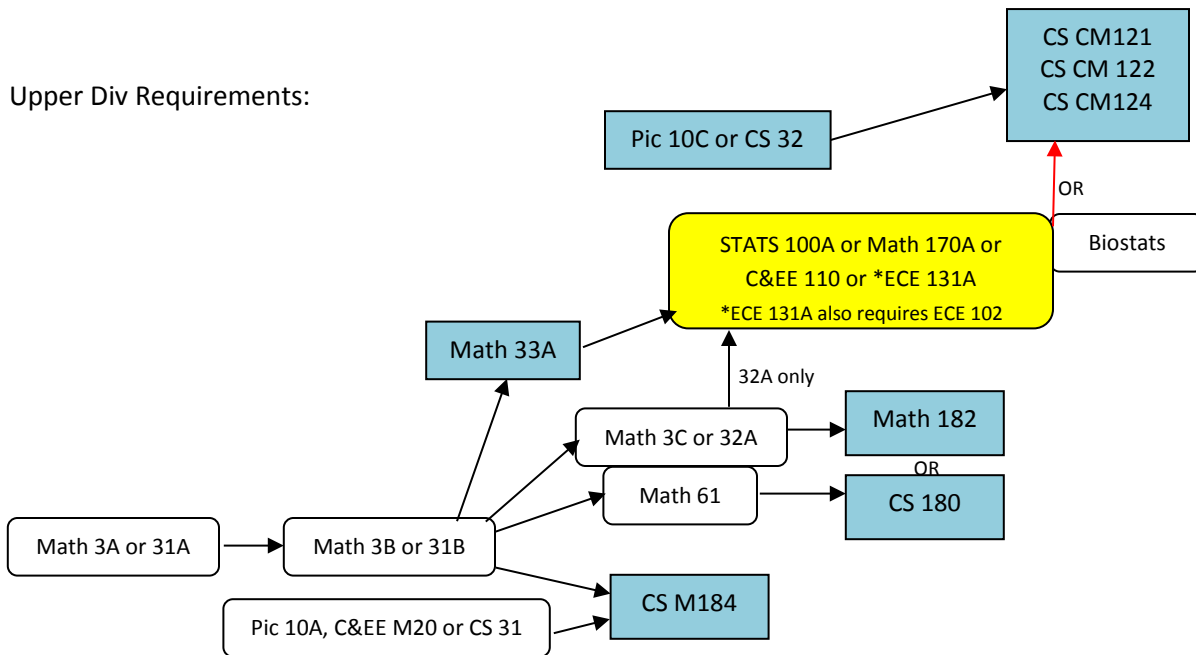 CS CM121
CS CM 122
CS CM124
Upper Div Requirements:
Pic 10C or CS 32
OR
STATS 100A or Math 170A or
C&EE 110 or *ECE 131A
*ECE 131A also requires ECE 102
Biostats
Math 33A
32A only
Math 3C or 32A
Math 182
OR
Math 61
CS 180
Math 3A or 31A
Math 3B or 31B
CS M184
Pic 10A, C&EE M20 or CS 31